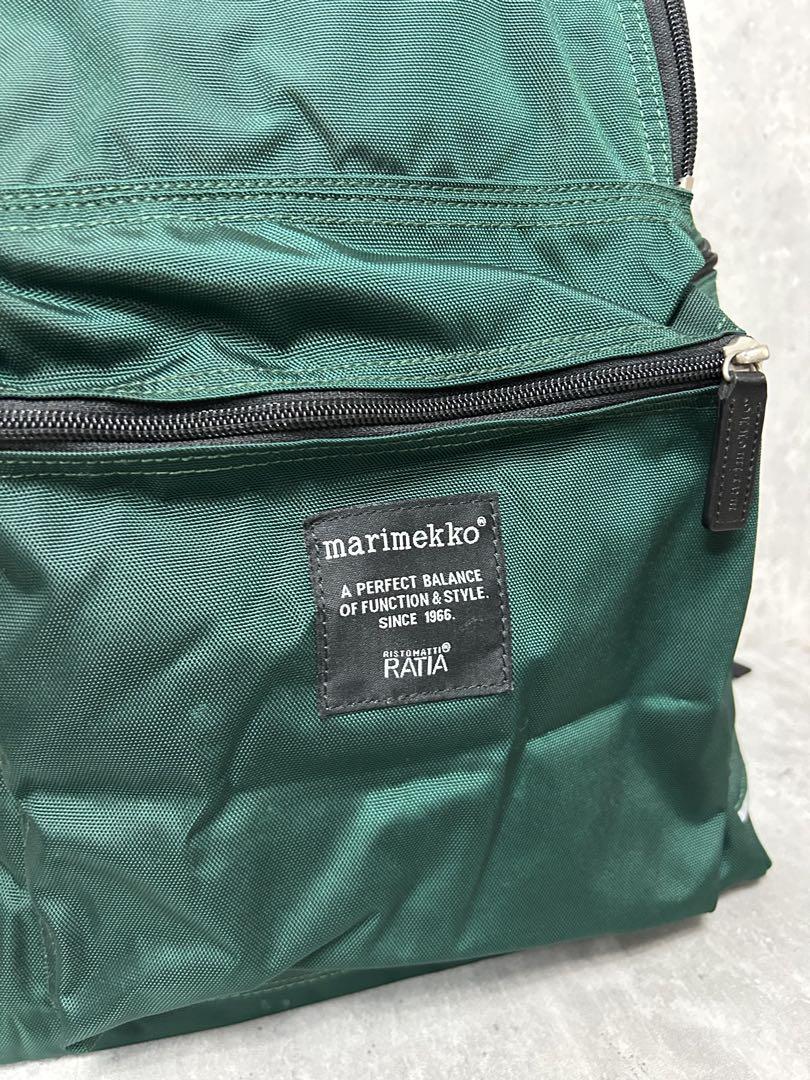 marimekko®
A PERFECT BALANCE
OF FUNCTION & STYLE.
SINCE 1966.
RISTOMATTI®
RATIA